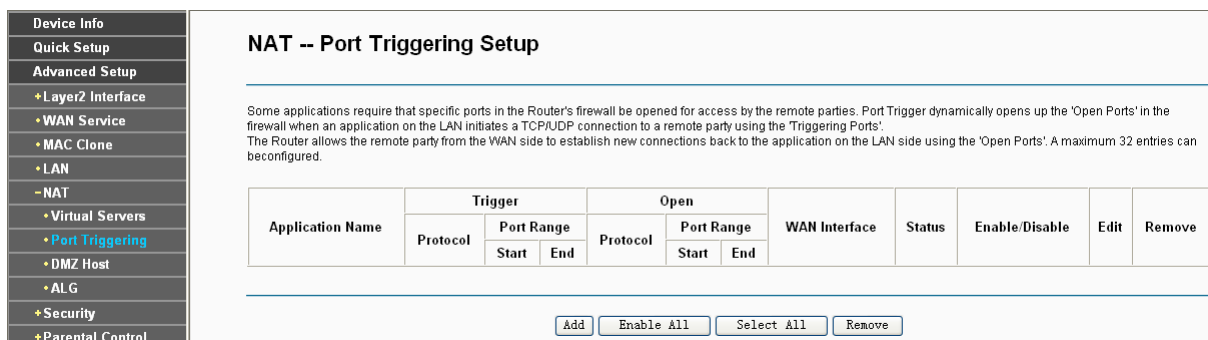 Device Info
Quick Setup
Advanced Setup
+Layer2 Interface
•WAN Service
•MAC Clone
•LAN
-NAT
•Virtual Servers
•Port Triggering
•DMZ Host
•ALG
+Security
+Parental Control
NAT -- Port Triggering Setup
Some applications require that specific ports in the Router's firewall be opened for access by the remote parties. Port Trigger dynamically opens up the 'Open Ports' in the
firewall when an application on the LAN initiates a TCP/UDP connection to a remote party using the 'Triggering Ports'.
The Router allows the remote party from the WAN side to establish new connections back to the application on the LAN side using the 'Open Ports'. A maximum 32 entries can
beconfigured.
Application Name Trigger Open WAN Interface Status Enable/Disable Edit Remove
Protocol Port Range Protocol Port Range
Start End Start End
Add Enable All Select All Remove